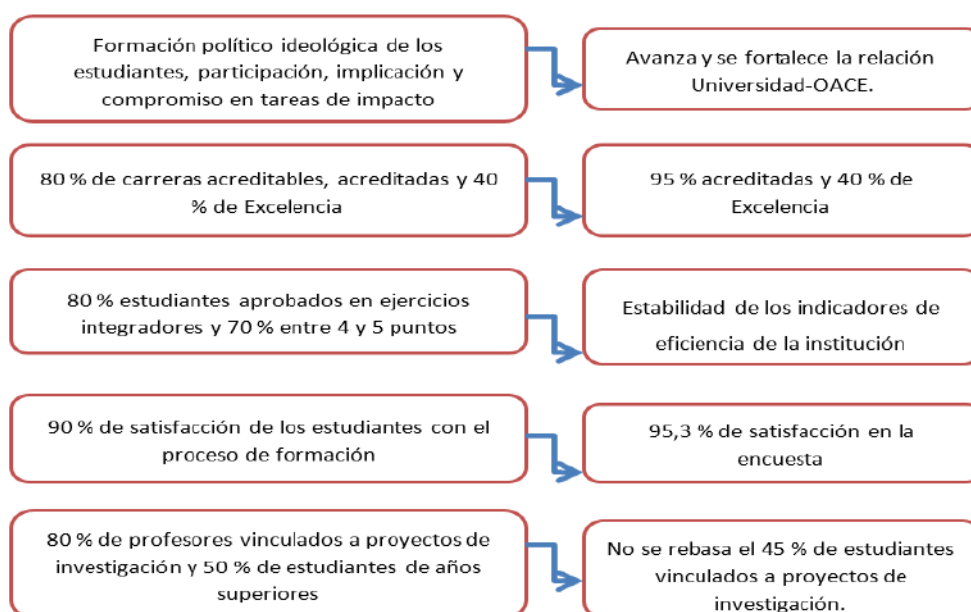 Formación político ideológica de los
estudiantes, participación, implicación y
compromiso en tareas de impacto
Avanza y se fortalece la relación
Universidad-OACE.
80 % de carreras acreditables, acreditadas y 40
% de Excelencia
95 % acreditadas y 40 % de
Excelencia
80 % estudiantes aprobados en ejercicios
integradores y 70 % entre 4 y 5 puntos
Estabilidad de los indicadores de
eficiencia de la institución
90 % de satisfacción de los estudiantes con el
proceso de formación
95,3 % de satisfacción en la
encuesta
80 % de profesores vinculados a proyectos de
investigación y 50 % de estudiantes de años
superiores
No se rebasa el 45 % de estudiantes
vinculados a proyectos de
investigación.